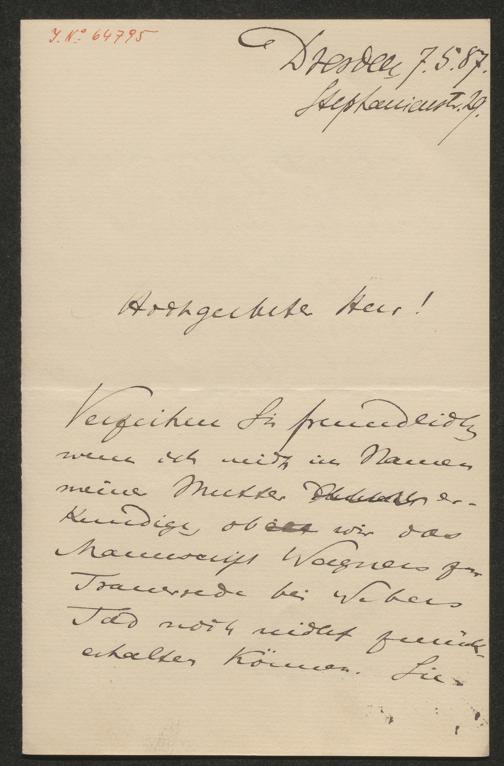 J. No 64795
Dresden, 7.5.87.
Stephanienstr. 29.
Hochgeehrter Herr!
Verzeihen Sie freundlichst
wenn ich mich im Namen
meiner Mutter er-
kundige, ob wir das
Manuscript Wagners zur
Trauerrede bei Webers
Tod noch nicht zurück-
erhalten können. Sie